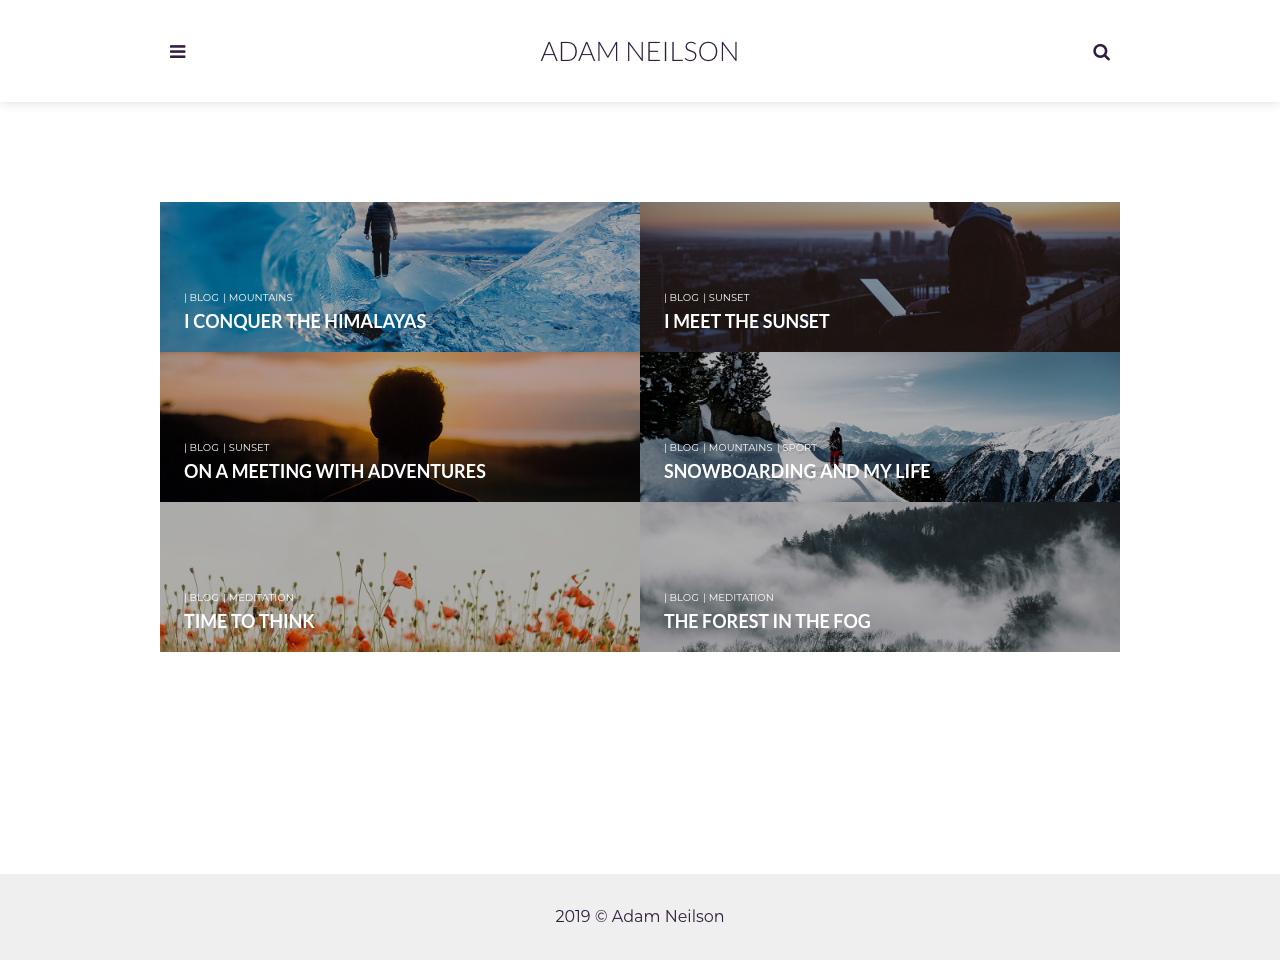 ADAM NEILSON
| BLOG | MOUNTAINS
I CONQUER THE HIMALAYAS
| BLOG | SUNSET
I MEET THE SUNSET
| BLOG | SUNSET
ON A MEETING WITH ADVENTURES
| BLOG | MOUNTAINS | SPORT
SNOWBOARDING AND MY LIFE
| BLOG | MEDITATION
TIME TO THINK
| BLOG | MEDITATION
THE FOREST IN THE FOG
2019 © Adam Neilson